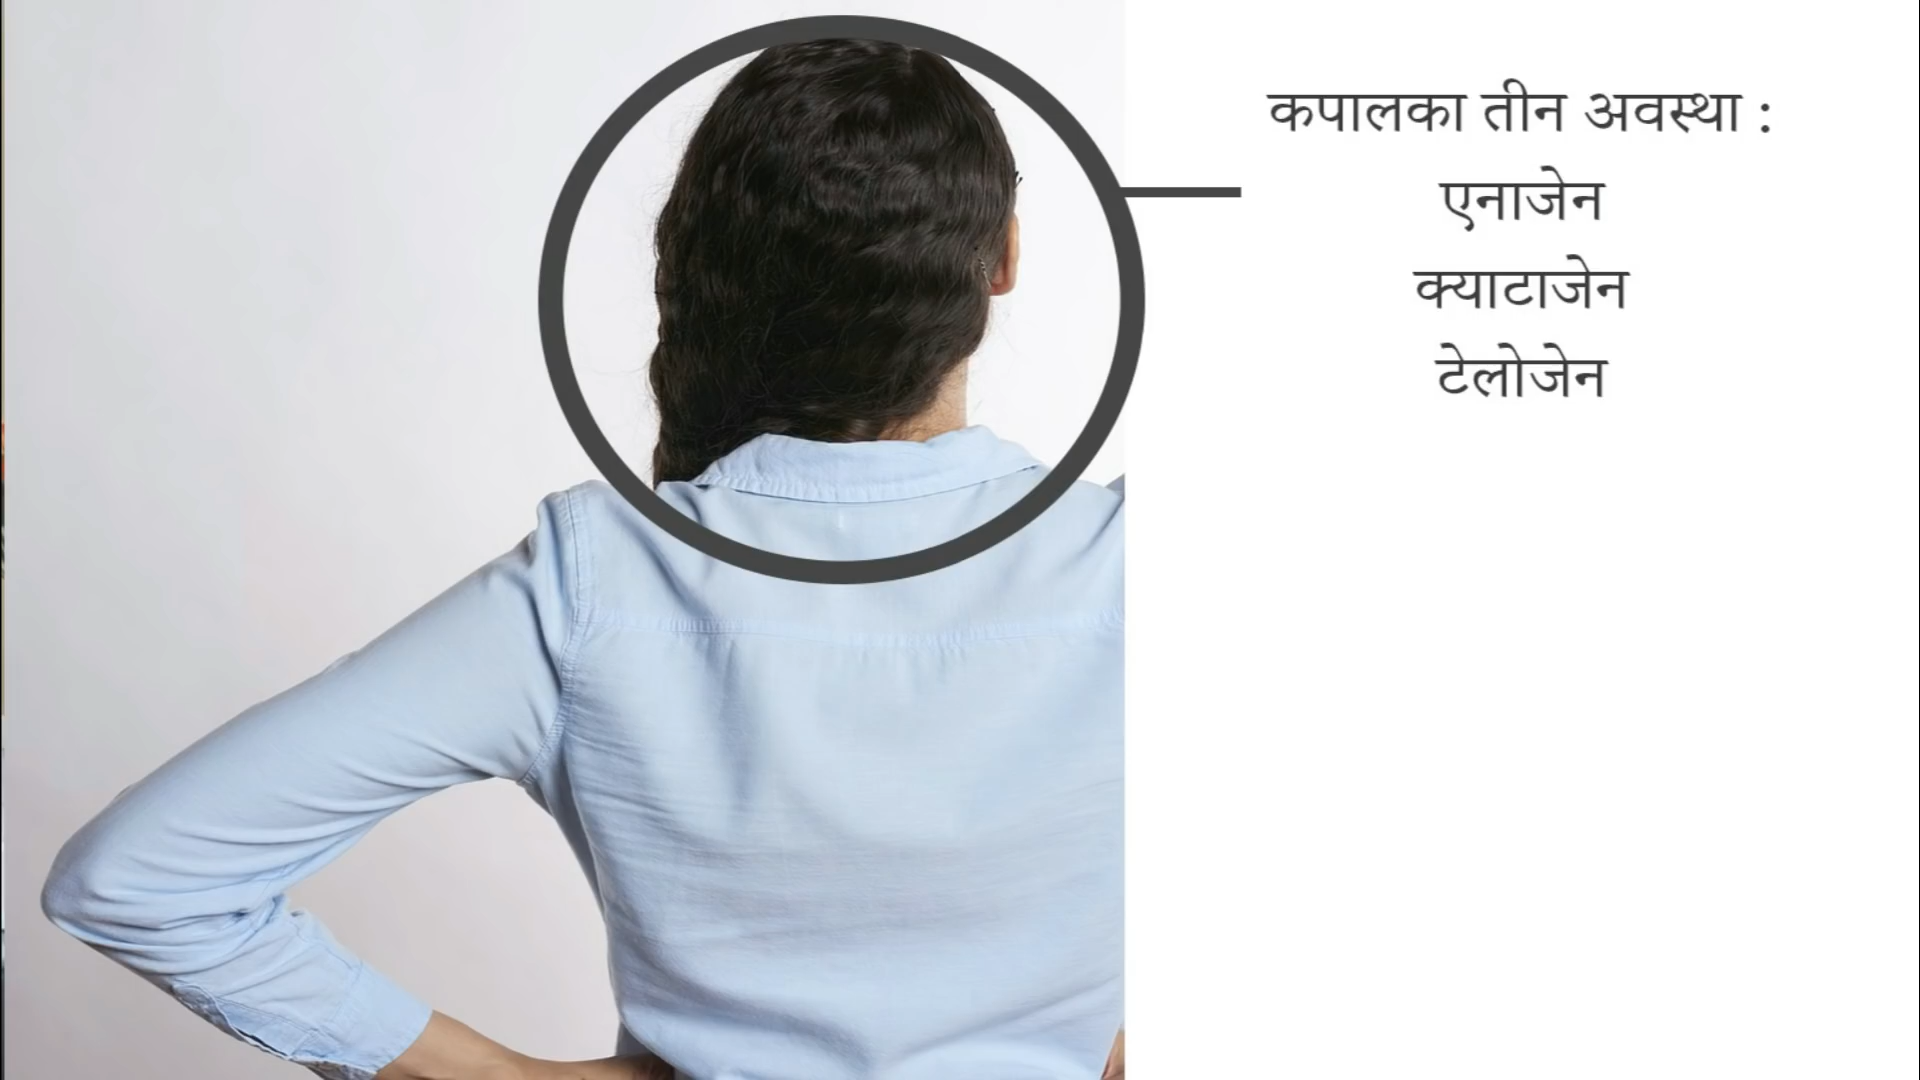 कपालका तीन अवस्था :
एनाजेन
क्याटाजेन
टेलोजेन